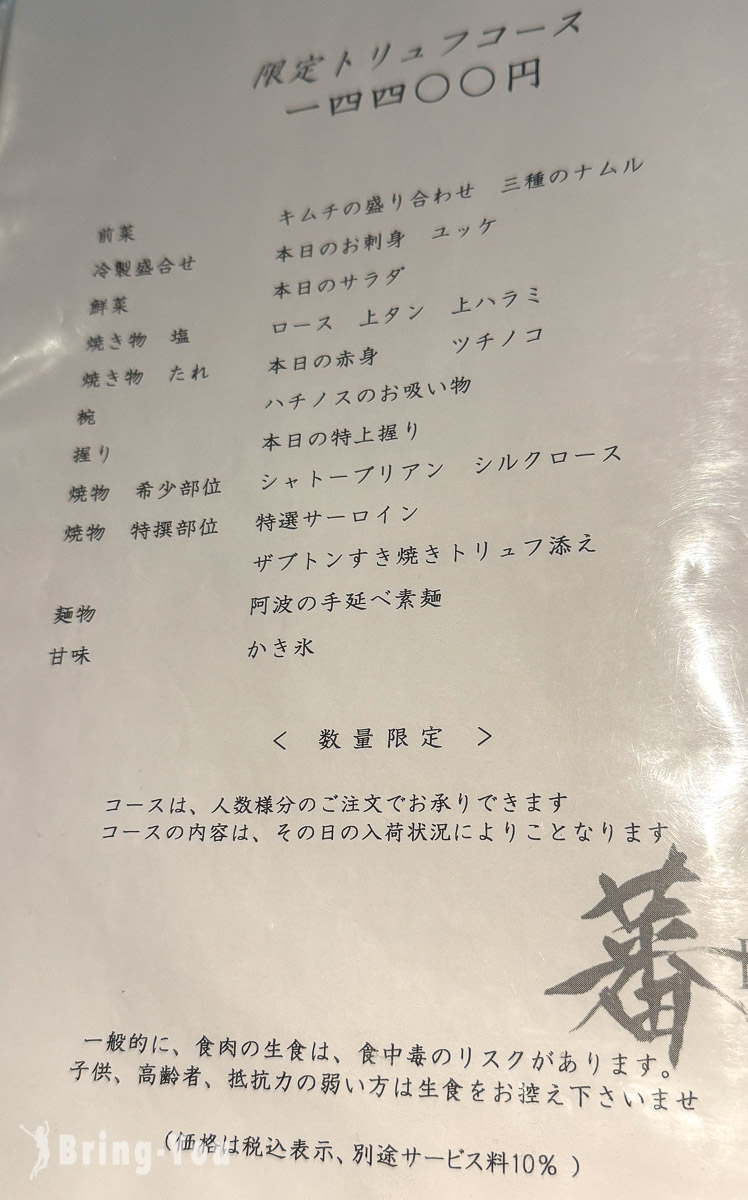 限定トリュフコース
一四四〇〇円
前菜　キムチの盛り合わせ　三種のナムル
冷製盛合せ　本日のお刺身　ユッケ
鮮菜　本日のサラダ
焼き物　塩　ロース　上タン　上ハラミ
焼き物　たれ　本日の赤身　ツチノコ
椀　ハチノスのお吸い物
握り　本日の特上握り
焼物　希少部位　シャトーブリアン　シルクロース
焼物　特撰部位　特選サーロイン
ザブトンすき焼きトリュフ添え
麺物　阿波の手延べ素麺
甘味　かき氷
＜　数量限定　＞
コースは、人数様分のご注文でお承りできます
コースの内容は、その日の入荷状況によりことなります
蕃
一般的に、食肉の生食は、食中毒のリスクがあります。
子供、高齢者、抵抗力の弱い方は生食をお控え下さいませ
(価格は税込表示、別途サービス料10％)
Bring-You